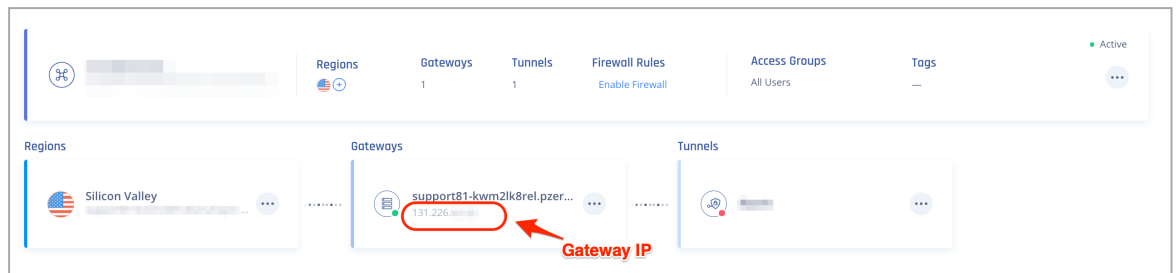 Active
Regions Gateways Tunnels Firewall Rules Access Groups Tags
1 1 Enable Firewall All Users —
Regions Gateways Tunnels
Silicon Valley
support81-kwm2lk8rel.pzer...
131.226.
Gateway IP